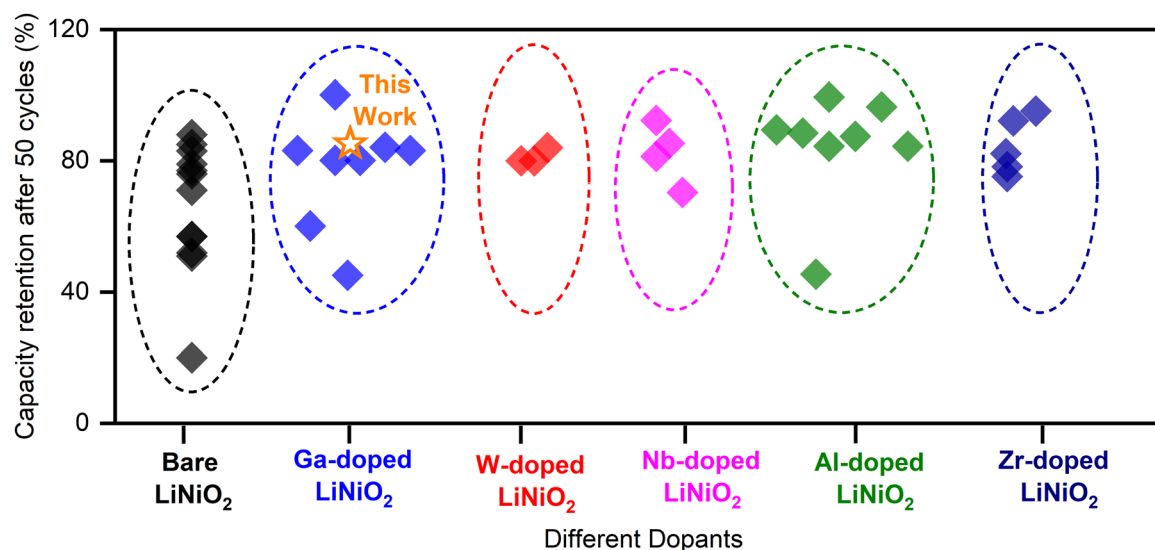 Capacity retention after 50 cycles (%)
120
80
40
0
This
Work
Bare
LiNiO₂
Ga-doped
LiNiO₂
W-doped
LiNiO₂
Nb-doped
LiNiO₂
Al-doped
LiNiO₂
Zr-doped
LiNiO₂
Different Dopants